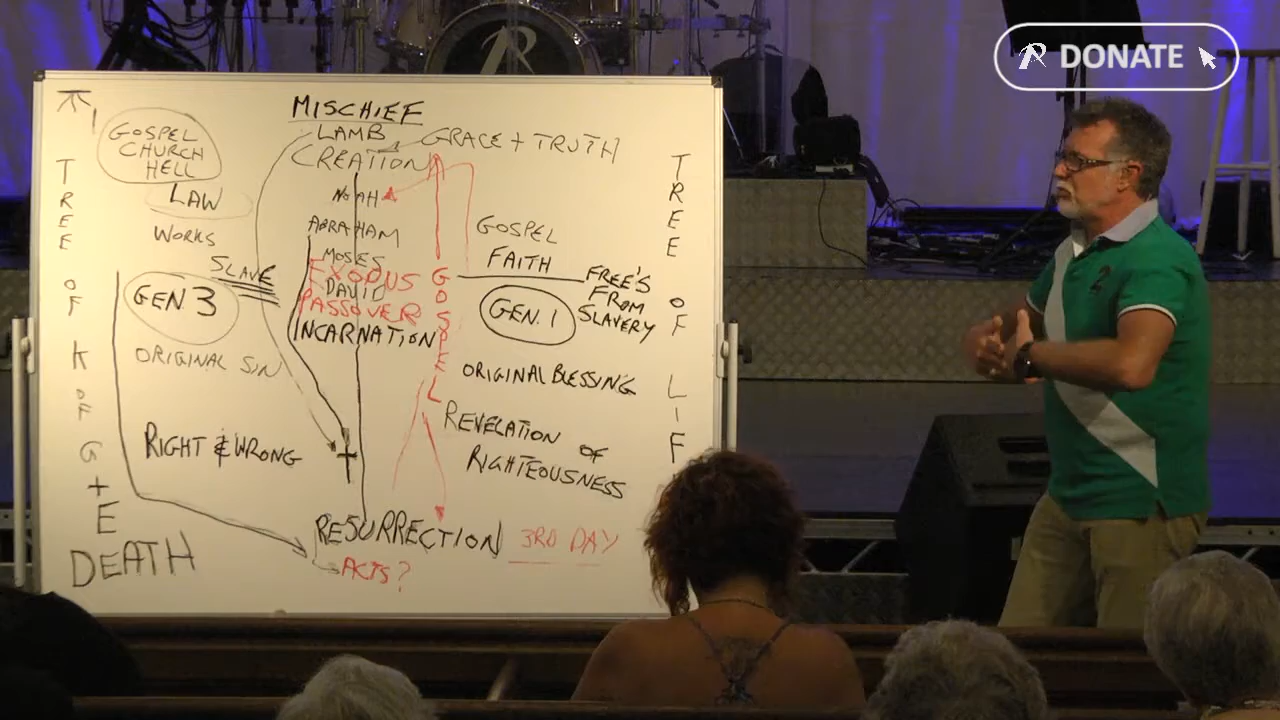 DONATE
MISCHIEF
LAMB
CREATION
GRACE + TRUTH
NOAH
ABRAHAM
MOSES
EXODUS
DAVID
PASSOVER
INCARNATION
GOSPEL
CHURCH
HELL
LAW
WORKS
SLAVE
GEN 3
ORIGINAL SIN
RIGHT & WRONG
TREE OF K OF G + E
DEATH
GOSPEL
GOSPEL
FAITH
FREE'S
FROM
SLAVERY
GEN. 1
ORIGINAL BLESSING
REVELATION OF
RIGHTEOUSNESS
TREE OF LIF
RESURRECTION 3RD DAY
ACTS?
2